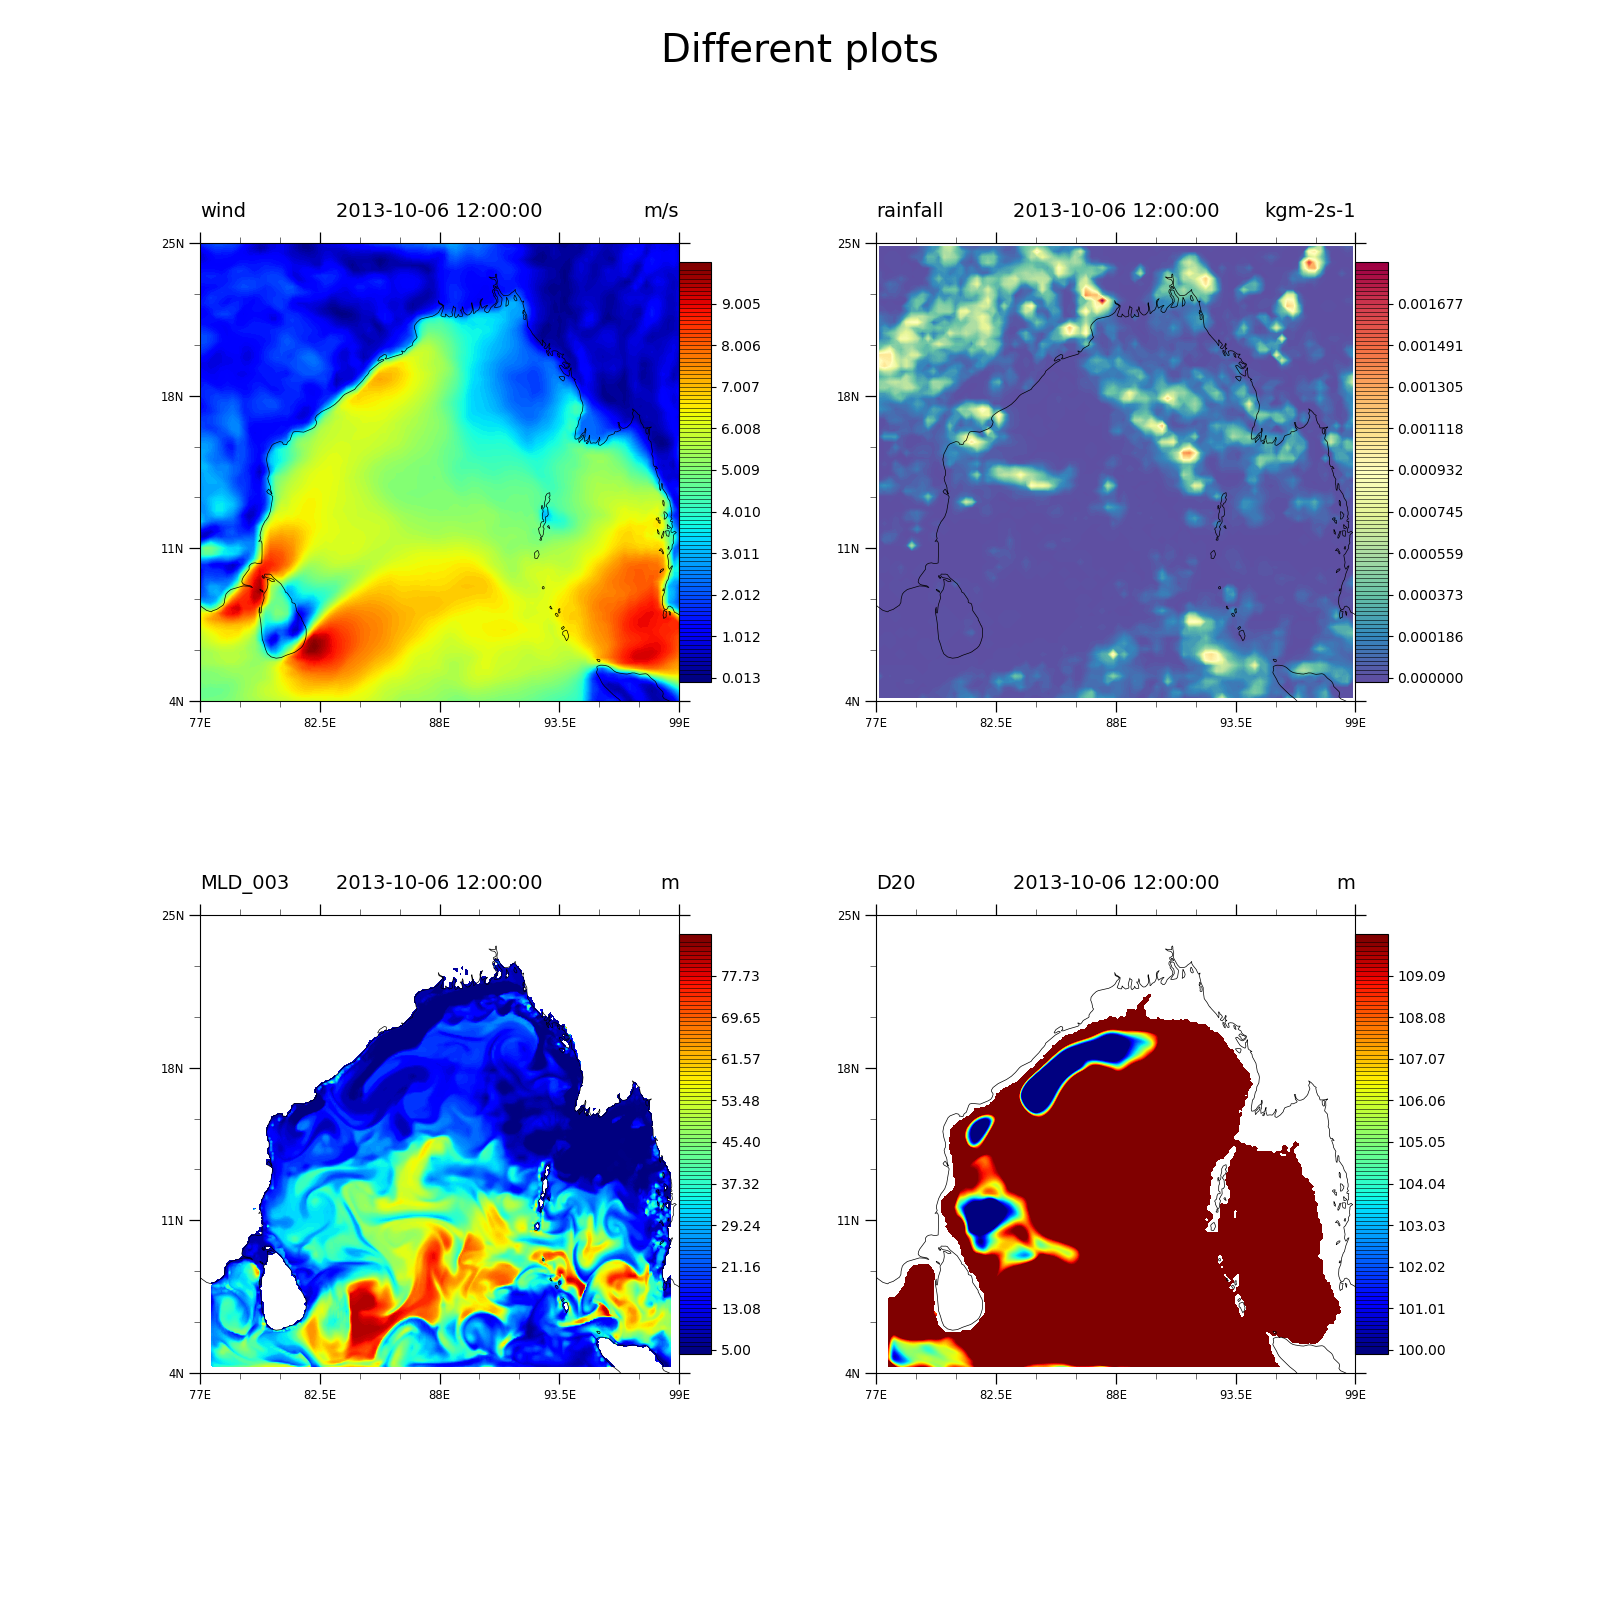 Different plots
wind 2013-10-06 12:00:00 m/s
25N
18N
11N
4N
77E 82.5E 88E 93.5E 99E
9.005
8.006
7.007
6.008
5.009
4.010
3.011
2.012
1.012
0.013
rainfall 2013-10-06 12:00:00 kgm-2s-1
25N
18N
11N
4N
77E 82.5E 88E 93.5E 99E
0.001677
0.001491
0.001305
0.001118
0.000932
0.000745
0.000559
0.000373
0.000186
0.000000
MLD_003 2013-10-06 12:00:00 m
25N
18N
11N
4N
77E 82.5E 88E 93.5E 99E
77.73
69.65
61.57
53.48
45.40
37.32
29.24
21.16
13.08
5.00
D20 2013-10-06 12:00:00 m
25N
18N
11N
4N
77E 82.5E 88E 93.5E 99E
109.09
108.08
107.07
106.06
105.05
104.04
103.03
102.02
101.01
100.00